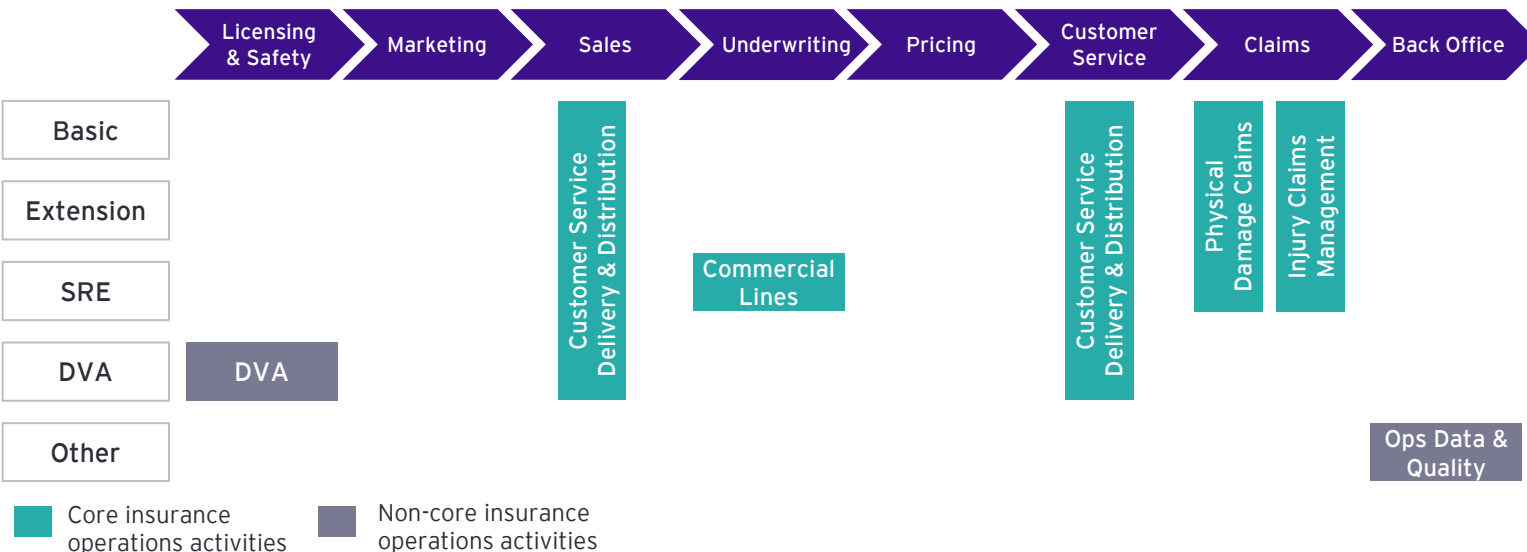 Licensing
& Safety
Marketing
Sales
Underwriting
Pricing
Customer
Service
Claims
Back Office
Basic
Extension
SRE
DVA
Other
DVA
Customer Service
Delivery & Distribution
Commercial
Lines
Customer Service
Delivery & Distribution
Physical
Damage Claims
Injury Claims
Management
Ops Data &
Quality
Core insurance
operations activities
Non-core insurance
operations activities